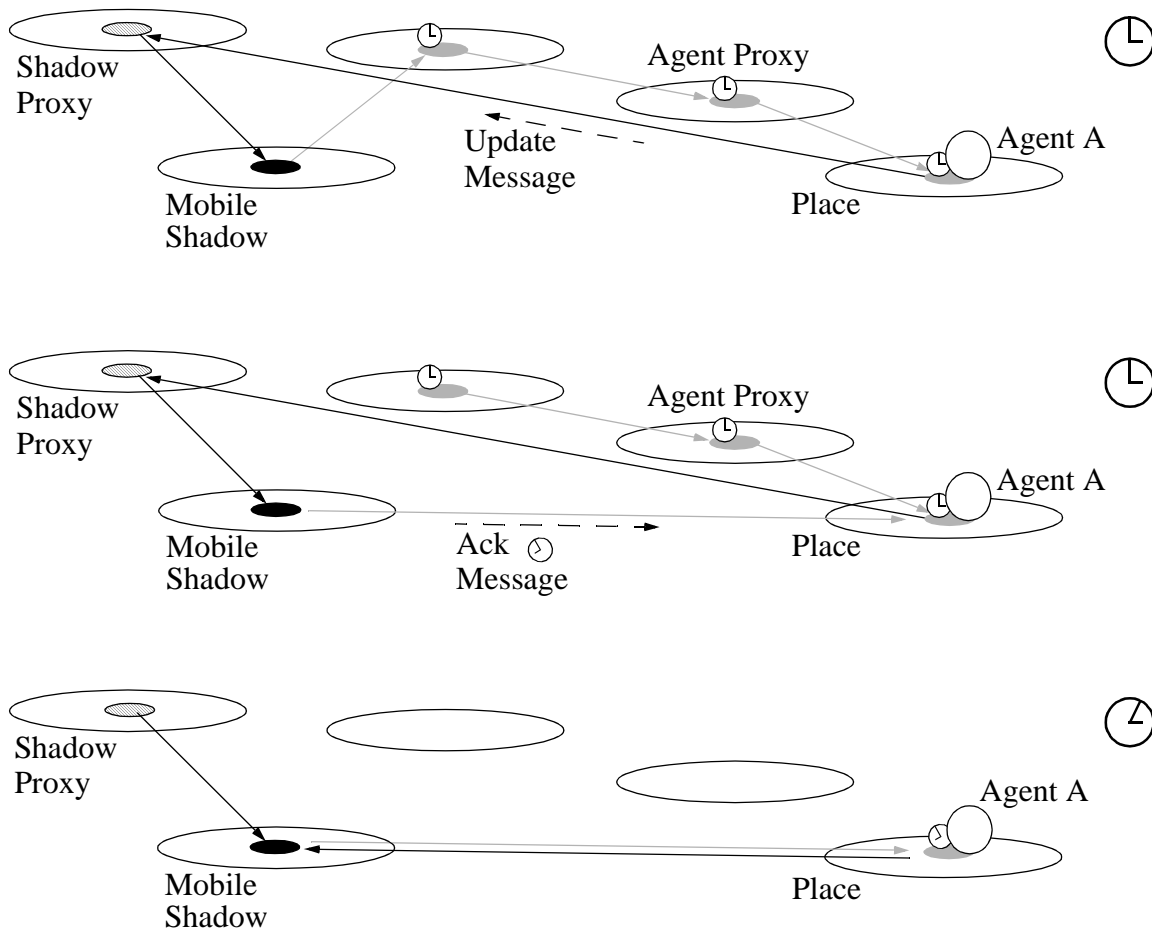 Shadow
Proxy
Agent Proxy
Agent A
Update
Message
Mobile
Shadow
Place
Shadow
Proxy
Agent Proxy
Agent A
Mobile
Shadow
Ack
Message
Place
Shadow
Proxy
Agent A
Mobile
Shadow
Place